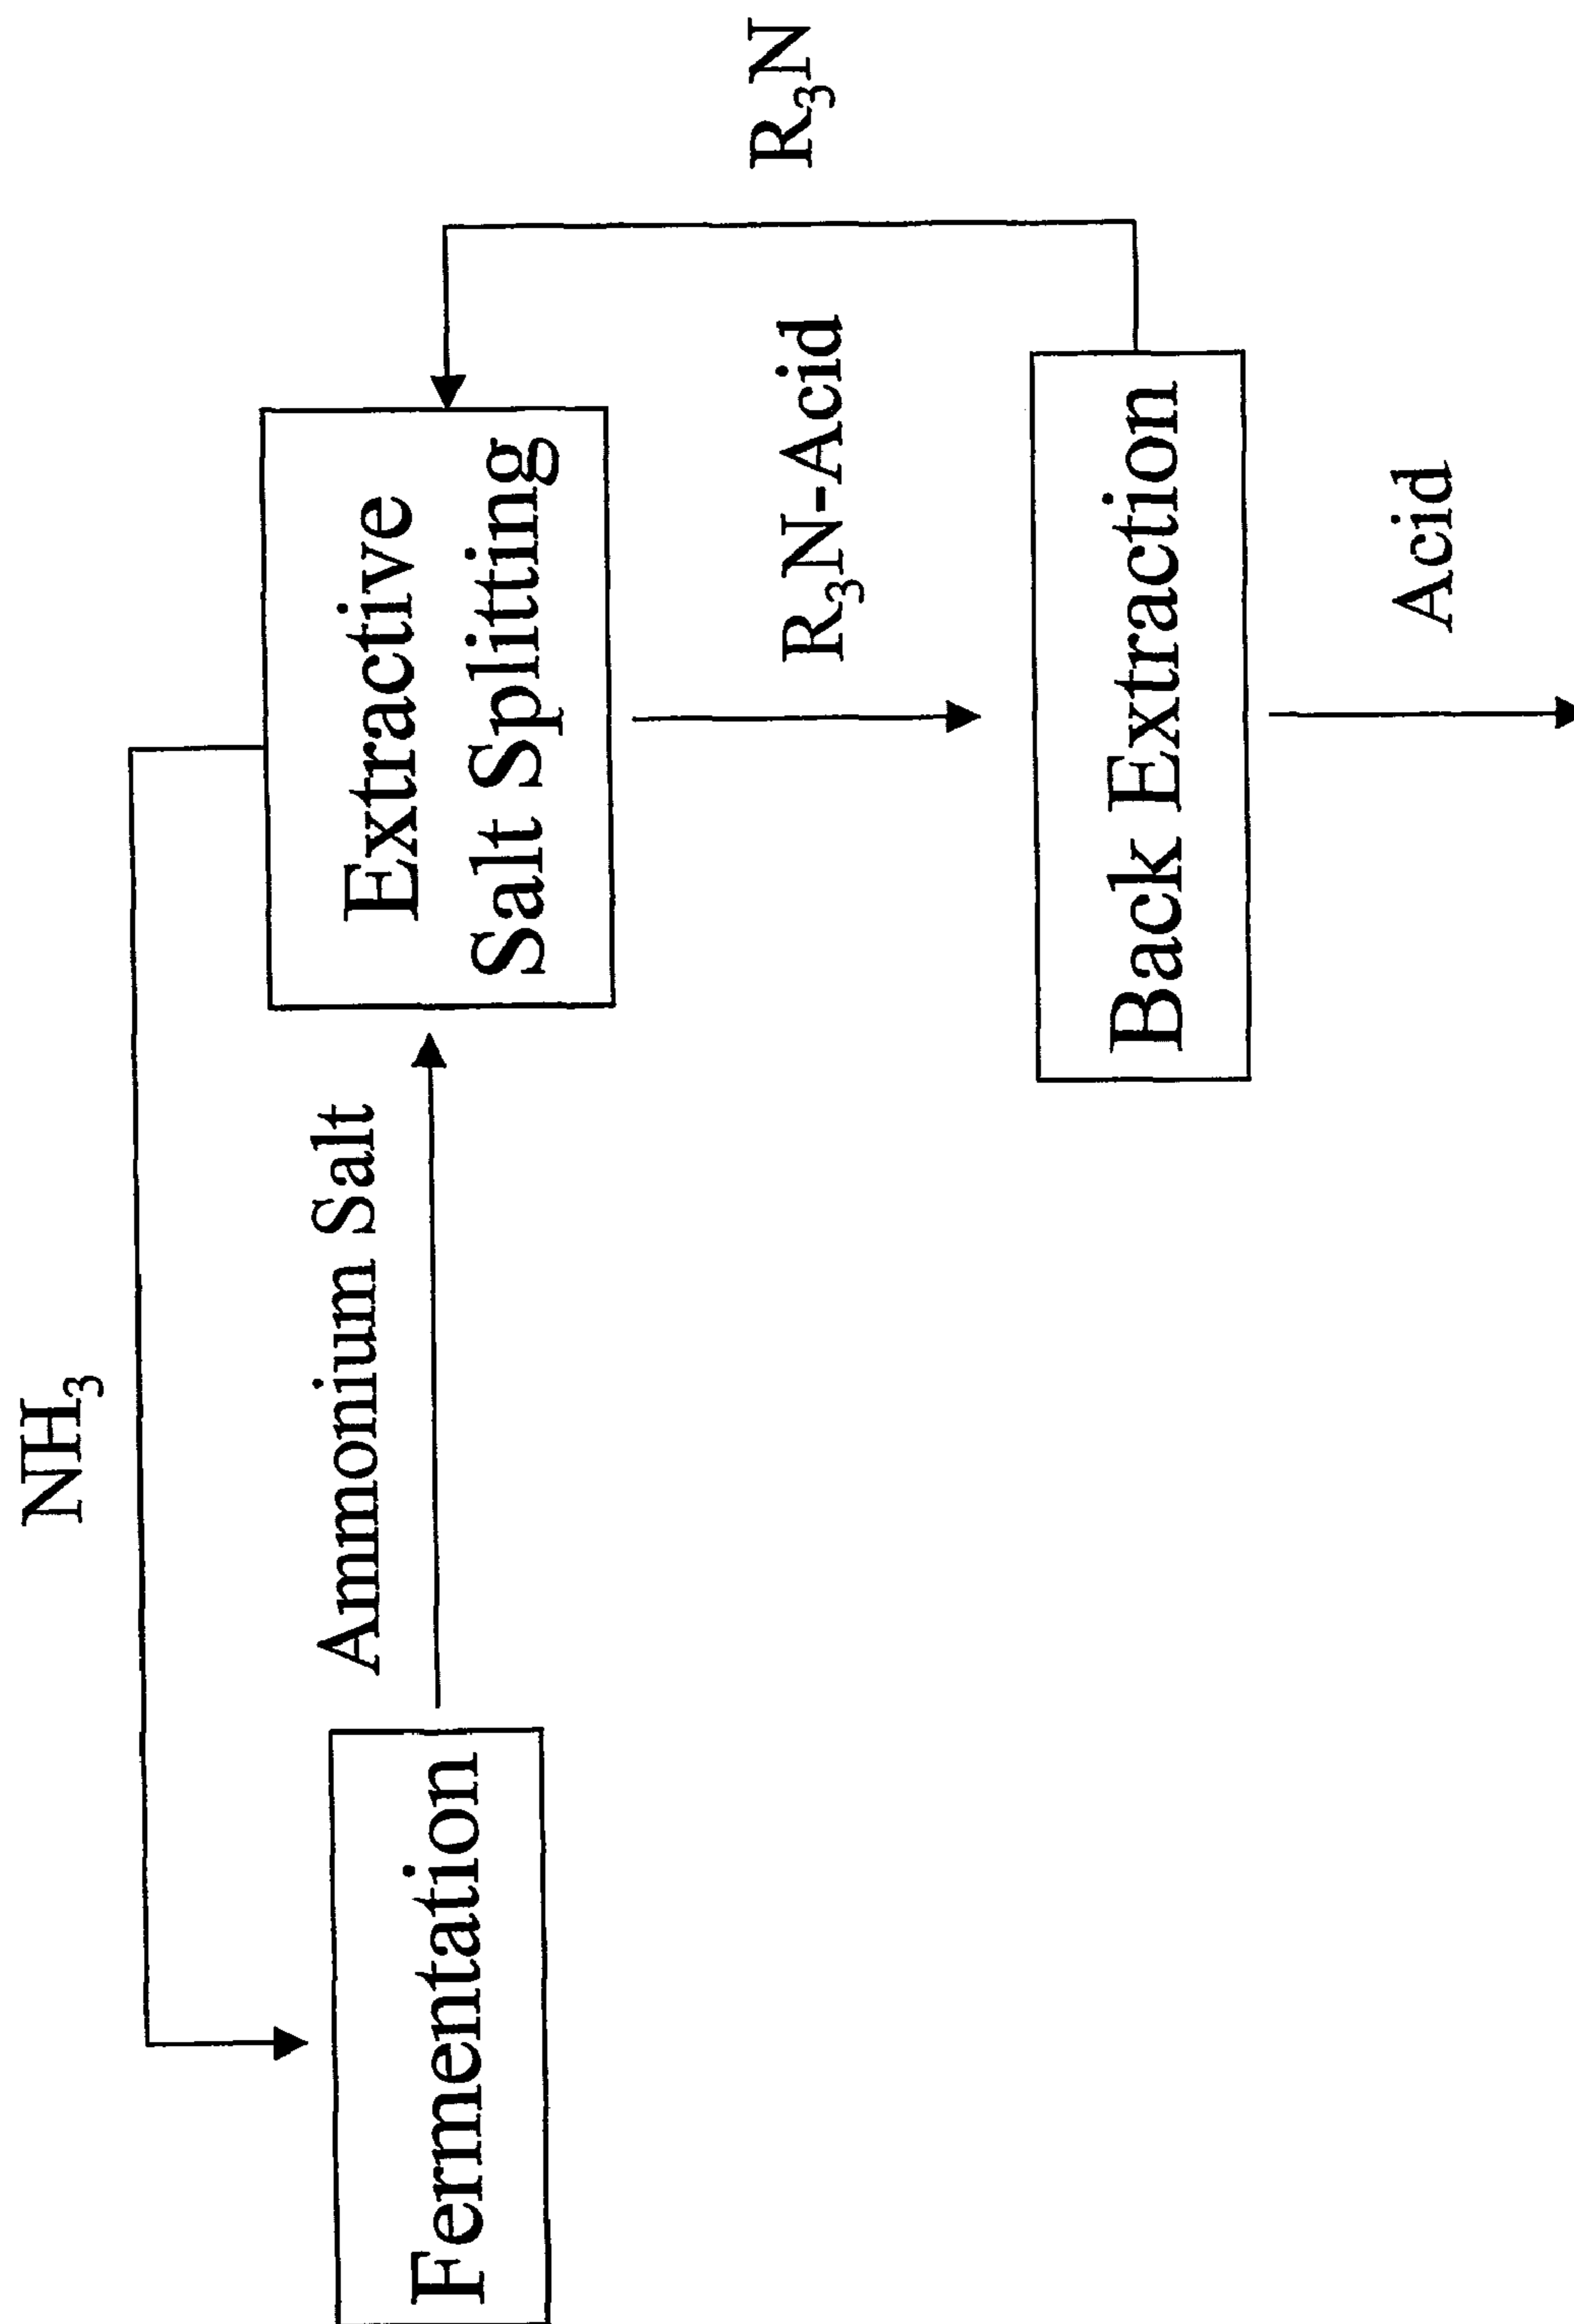 NH₃
Fermentation
Ammonium Salt
Extractive
Salt Splitting
R₃N
R₃N-Acid
Back Extraction
Acid